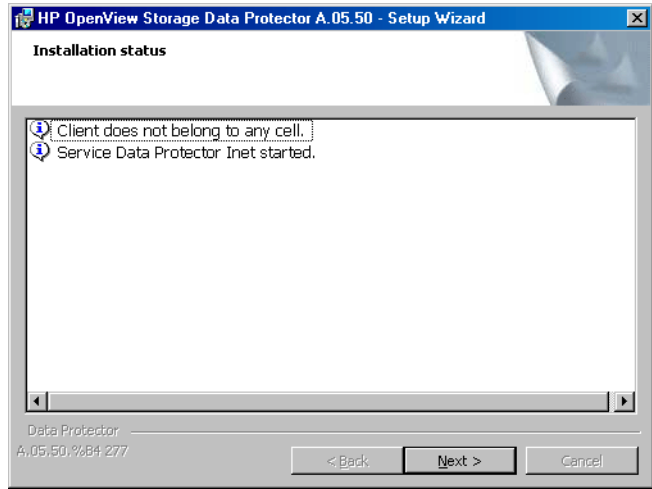 HP OpenView Storage Data Protector A.05.50 - Setup Wizard
Installation status
Client does not belong to any cell.
Service Data Protector Inet started.
Data Protector
A.05.50.%B4 277
< Back
Next >
Cancel